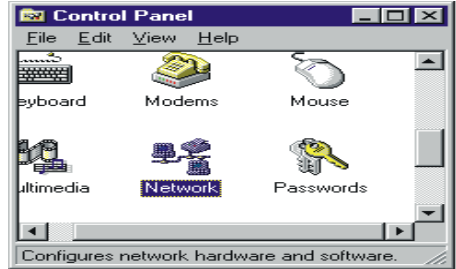 Control Panel
File Edit View Help
eyboard Modems Mouse
ultimedia Network Passwords
Configures network hardware and software.